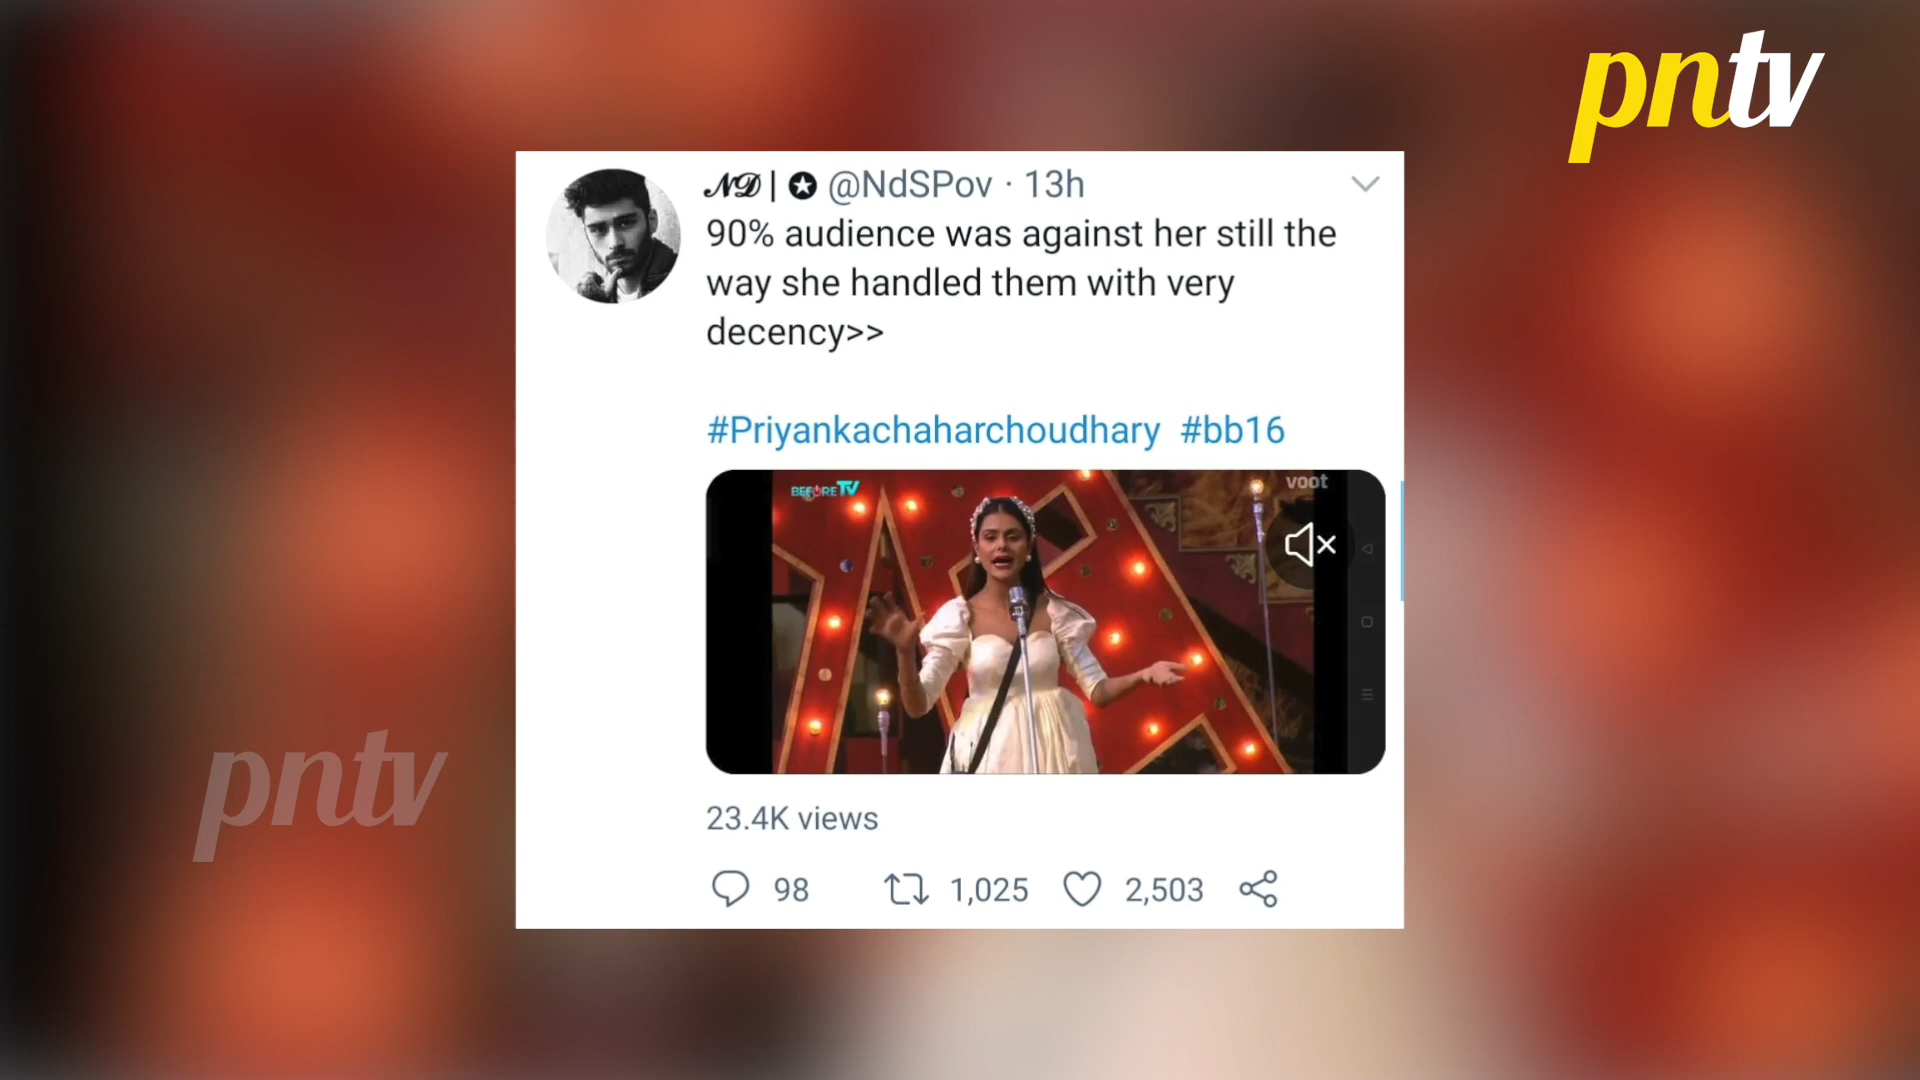 pntv
𝒩𝒟 | ✪ @NdSPov · 13h
90% audience was against her still the
way she handled them with very
decency>>
#Priyankachaharchoudhary #bb16
BEFORE TV
voot
23.4K views
98 1,025 2,503
pntv